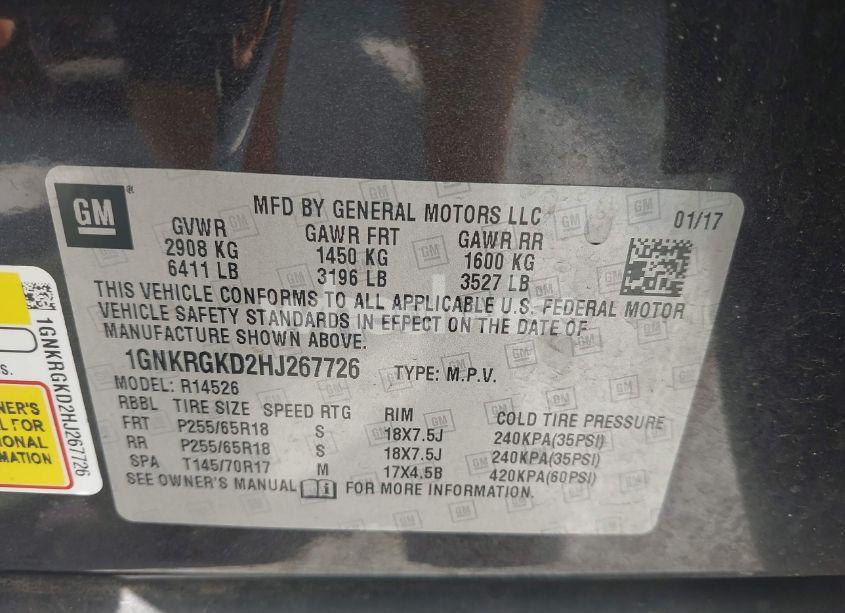 GM
MFD BY GENERAL MOTORS LLC
01/17
GVWR GAWR FRT GAWR RR
2908 KG 1450 KG 1600 KG
6411 LB 3196 LB 3527 LB
THIS VEHICLE CONFORMS TO ALL APPLICABLE U.S. FEDERAL MOTOR
VEHICLE SAFETY STANDARDS IN EFFECT ON THE DATE OF
MANUFACTURE SHOWN ABOVE.
1GNKRGKD2HJ267726 TYPE: M.P.V.
MODEL: R14526
RBBL TIRE SIZE SPEED RTG RIM COLD TIRE PRESSURE
FRT P255/65R18 S 18X7.5J 240KPA(35PSI)
RR P255/65R18 S 18X7.5J 240KPA(35PSI)
SPA T145/70R17 M 17X4.5B 420KPA(60PSI)
SEE OWNER'S MANUAL FOR MORE INFORMATION.
1GNKRGKD2HJ267726
S.
NER'S
L FOR
IONAL
MATION